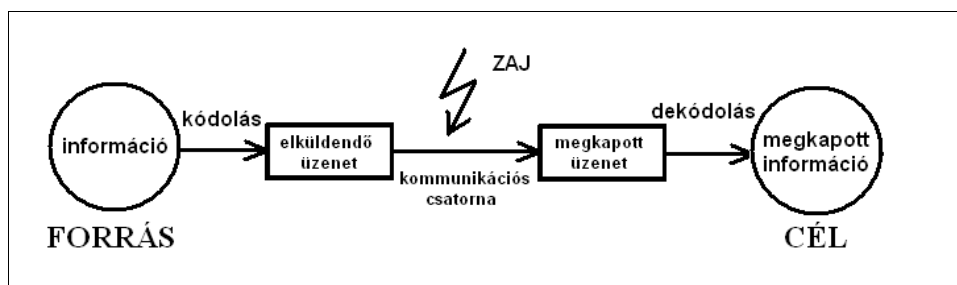 ZAJ
kódolás
dekódolás
információ
elküldendő
üzenet
megkapott
üzenet
megkapott
információ
kommunikációs
csatorna
FORRÁS
CÉL